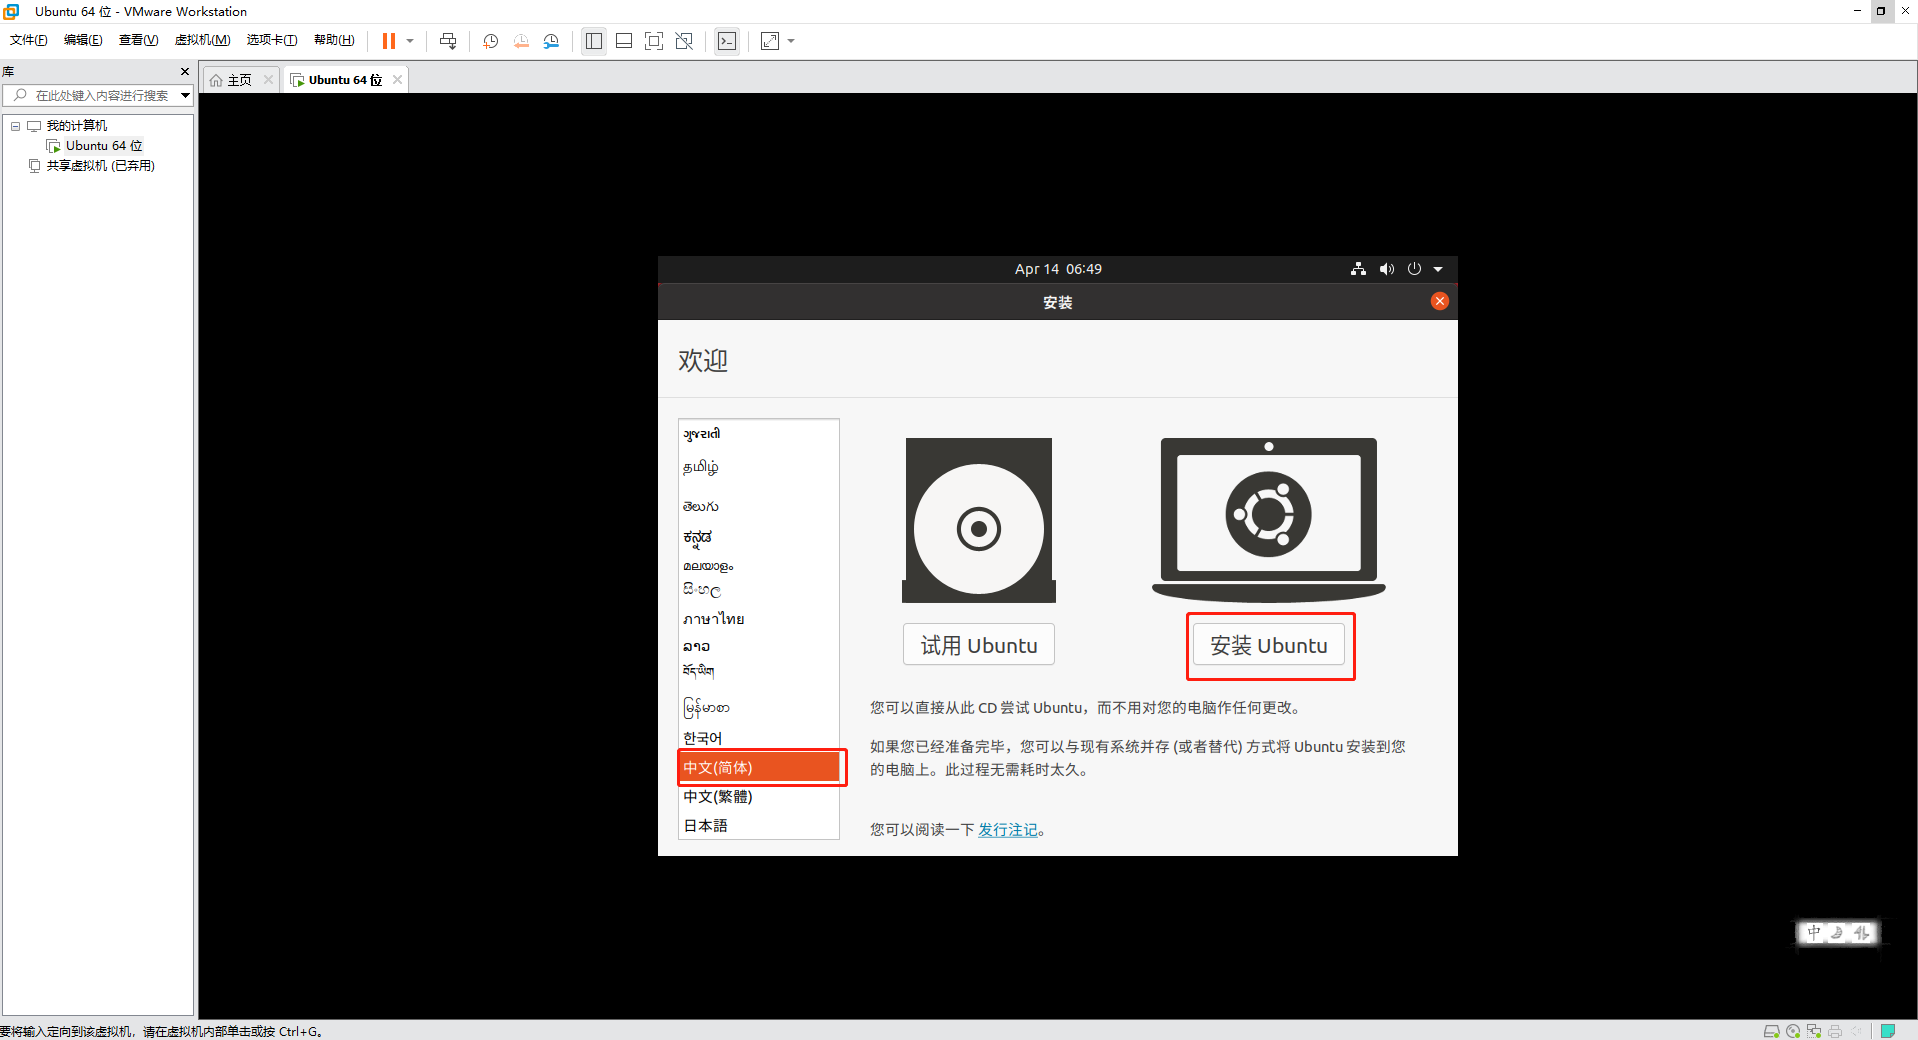 Ubuntu 64 位 - VMware Workstation
文件(F) 编辑(E) 查看(V) 虚拟机(M) 选项卡(T) 帮助(H)
库
主页
Ubuntu 64 位
在此处键入内容进行搜索
我的计算机
Ubuntu 64 位
共享虚拟机 (已弃用)
Apr 14 06:49
安装
欢迎
ગુજરાતી
தமிழ்
తెలుగు
ಕನ್ನಡ
മലയാളം
සිංහල
ภาษาไทย
ລາວ
བོད་ཡིག
မြန်မာစာ
한국어
中文(简体)
中文(繁體)
日本語
试用 Ubuntu
安装 Ubuntu
您可以直接从此 CD 尝试 Ubuntu，而不用对您的电脑作任何更改。
如果您已经准备完毕，您可以与现有系统并存 (或者替代) 方式将 Ubuntu 安装到您
的电脑上。此过程无需耗时太久。
您可以阅读一下 发行注记。
中
要将输入定向到该虚拟机，请在虚拟机内部单击或按 Ctrl+G。